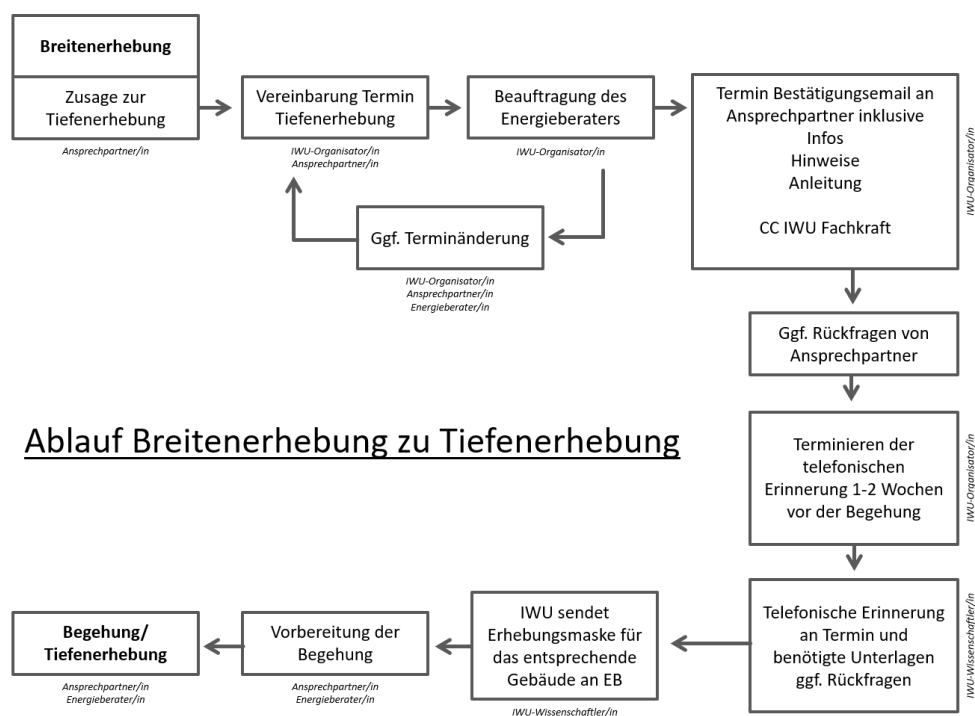 Breitenerhebung
Zusage zur
Tiefenerhebung
Ansprechpartner/in
Vereinbarung Termin
Tiefenerhebung
IWU-Organisator/in
Ansprechpartner/in
Beauftragung des
Energieberaters
IWU-Organisator/in
Ggf. Terminänderung
IWU-Organisator/in
Ansprechpartner/in
Energieberater/in
Termin Bestätigungsemail an
Ansprechpartner inklusive
Infos
Hinweise
Anleitung
CC IWU Fachkraft
IWU-Organisator/in
Ggf. Rückfragen von
Ansprechpartner
Ablauf Breitenerhebung zu Tiefenerhebung
Terminieren der
telefonischen
Erinnerung 1-2 Wochen
vor der Begehung
IWU-Organisator/in
Telefonische Erinnerung
an Termin und
benötigte Unterlagen
ggf. Rückfragen
IWU-Wissenschaftler/in
IWU sendet
Erhebungsmaske für
das entsprechende
Gebäude an EB
IWU-Wissenschaftler/in
Vorbereitung der
Begehung
Ansprechpartner/in
Energieberater/in
Begehung/
Tiefenerhebung
Ansprechpartner/in
Energieberater/in